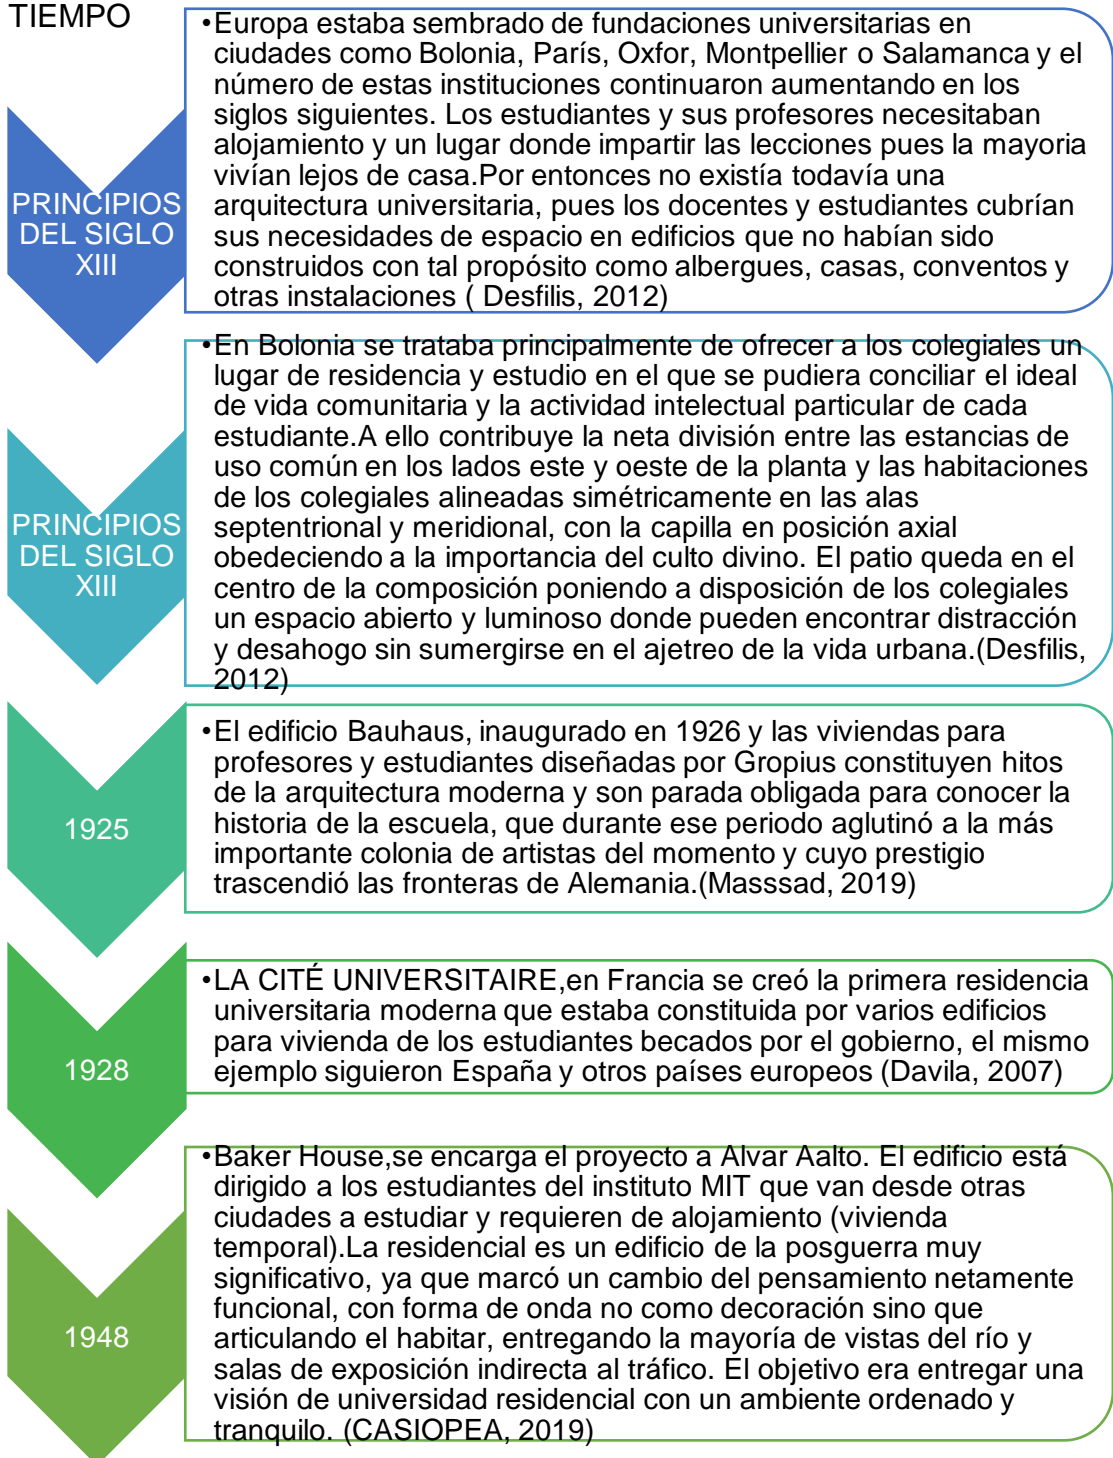 TIEMPO
•Europa estaba sembrado de fundaciones universitarias en
ciudades como Bolonia, París, Oxfor, Montpellier o Salamanca y el
número de estas instituciones continuaron aumentando en los
siglos siguientes. Los estudiantes y sus profesores necesitaban
alojamiento y un lugar donde impartir las lecciones pues la mayoria
vivían lejos de casa.Por entonces no existía todavía una
arquitectura universitaria, pues los docentes y estudiantes cubrían
sus necesidades de espacio en edificios que no habían sido
construidos con tal propósito como albergues, casas, conventos y
otras instalaciones ( Desfilis, 2012)
PRINCIPIOS
DEL SIGLO
XIII
•En Bolonia se trataba principalmente de ofrecer a los colegiales un
lugar de residencia y estudio en el que se pudiera conciliar el ideal
de vida comunitaria y la actividad intelectual particular de cada
estudiante.A ello contribuye la neta división entre las estancias de
uso común en los lados este y oeste de la planta y las habitaciones
de los colegiales alineadas simétricamente en las alas
septentrional y meridional, con la capilla en posición axial
obedeciendo a la importancia del culto divino. El patio queda en el
centro de la composición poniendo a disposición de los colegiales
un espacio abierto y luminoso donde pueden encontrar distracción
y desahogo sin sumergirse en el ajetreo de la vida urbana.(Desfilis,
2012)
PRINCIPIOS
DEL SIGLO
XIII
•El edificio Bauhaus, inaugurado en 1926 y las viviendas para
profesores y estudiantes diseñadas por Gropius constituyen hitos
de la arquitectura moderna y son parada obligada para conocer la
historia de la escuela, que durante ese periodo aglutinó a la más
importante colonia de artistas del momento y cuyo prestigio
trascendió las fronteras de Alemania.(Masssad, 2019)
1925
•LA CITÉ UNIVERSITAIRE,en Francia se creó la primera residencia
universitaria moderna que estaba constituida por varios edificios
para vivienda de los estudiantes becados por el gobierno, el mismo
ejemplo siguieron España y otros países europeos (Davila, 2007)
1928
•Baker House,se encarga el proyecto a Alvar Aalto. El edificio está
dirigido a los estudiantes del instituto MIT que van desde otras
ciudades a estudiar y requieren de alojamiento (vivienda
temporal).La residencial es un edificio de la posguerra muy
significativo, ya que marcó un cambio del pensamiento netamente
funcional, con forma de onda no como decoración sino que
articulando el habitar, entregando la mayoría de vistas del río y
salas de exposición indirecta al tráfico. El objetivo era entregar una
visión de universidad residencial con un ambiente ordenado y
tranquilo. (CASIOPEA, 2019)
1948